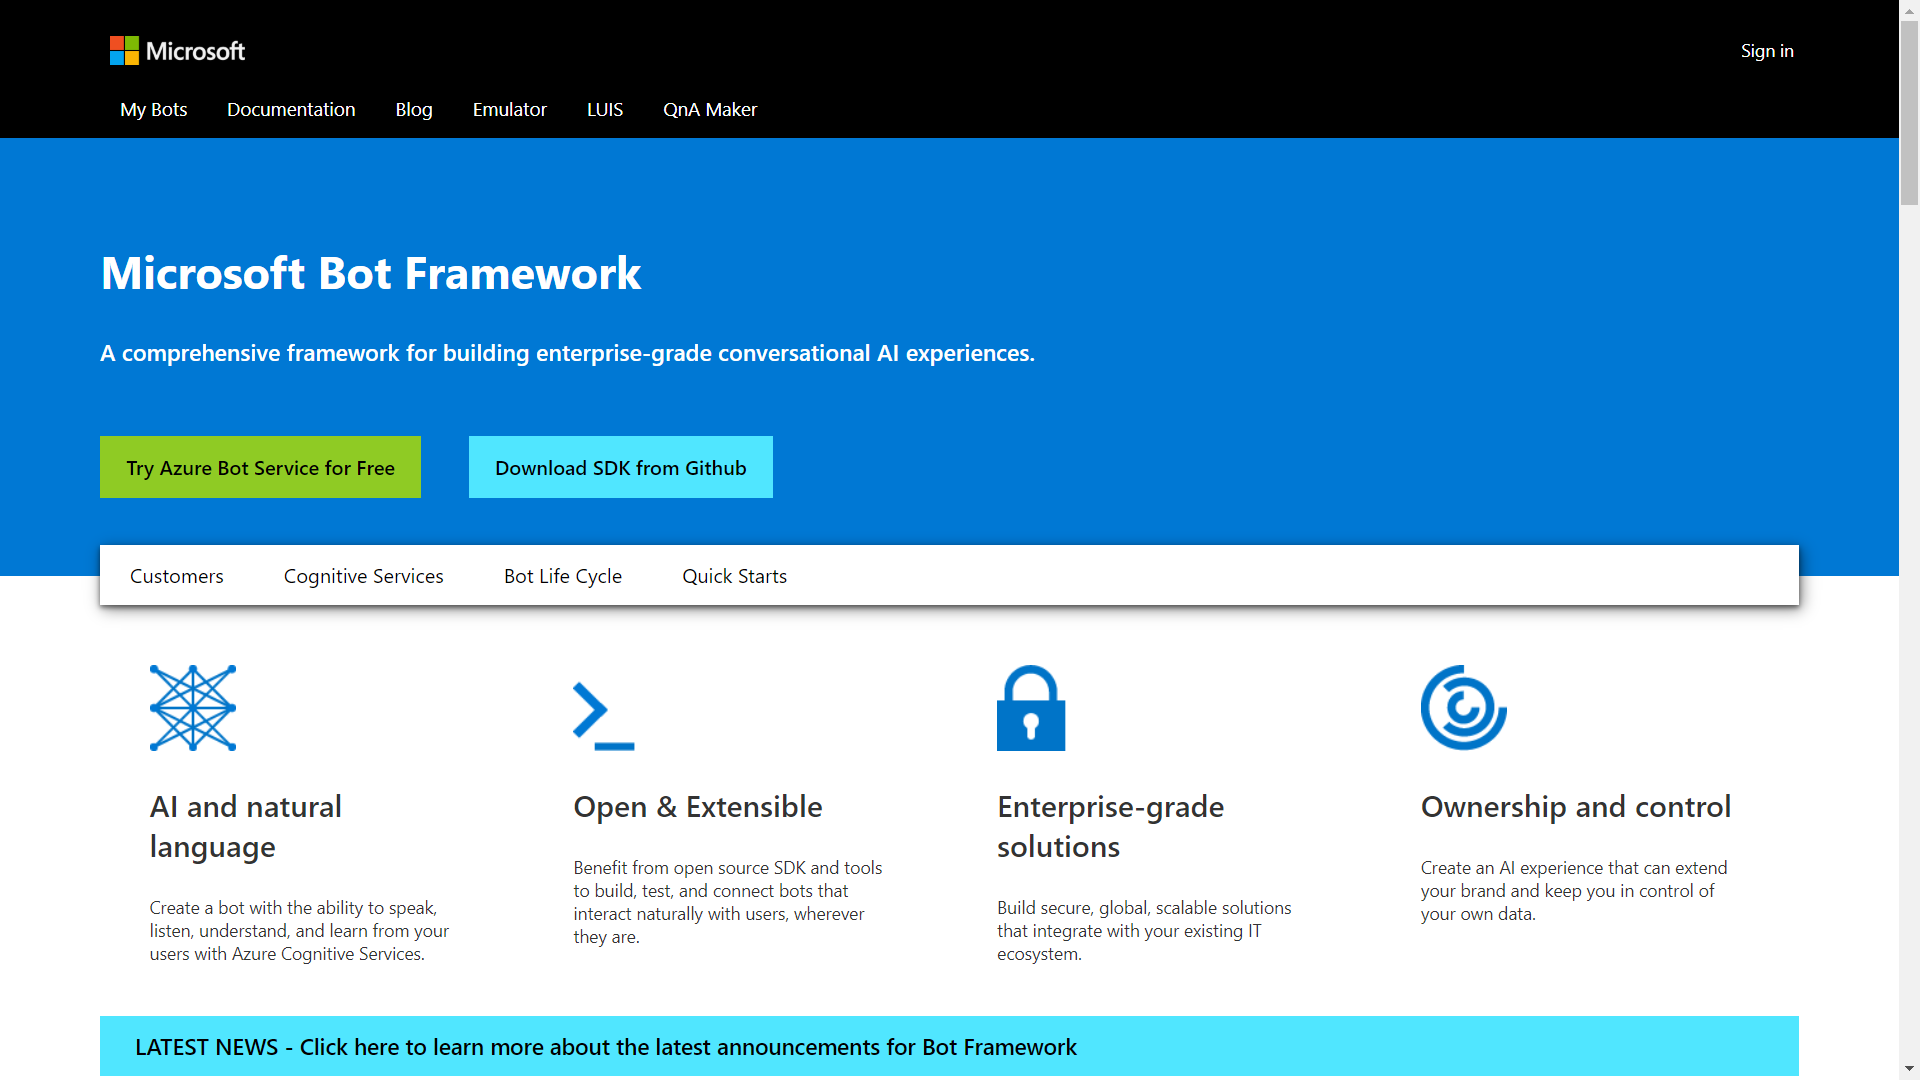 Microsoft
Sign in
My Bots
Documentation
Blog
Emulator
LUIS
QnA Maker
Microsoft Bot Framework
A comprehensive framework for building enterprise-grade conversational AI experiences.
Try Azure Bot Service for Free
Download SDK from Github
Customers
Cognitive Services
Bot Life Cycle
Quick Starts
AI and natural
language
Create a bot with the ability to speak,
listen, understand, and learn from your
users with Azure Cognitive Services.
Open & Extensible
Benefit from open source SDK and tools
to build, test, and connect bots that
interact naturally with users, wherever
they are.
Enterprise-grade
solutions
Build secure, global, scalable solutions
that integrate with your existing IT
ecosystem.
Ownership and control
Create an AI experience that can extend
your brand and keep you in control of
your own data.
LATEST NEWS - Click here to learn more about the latest announcements for Bot Framework